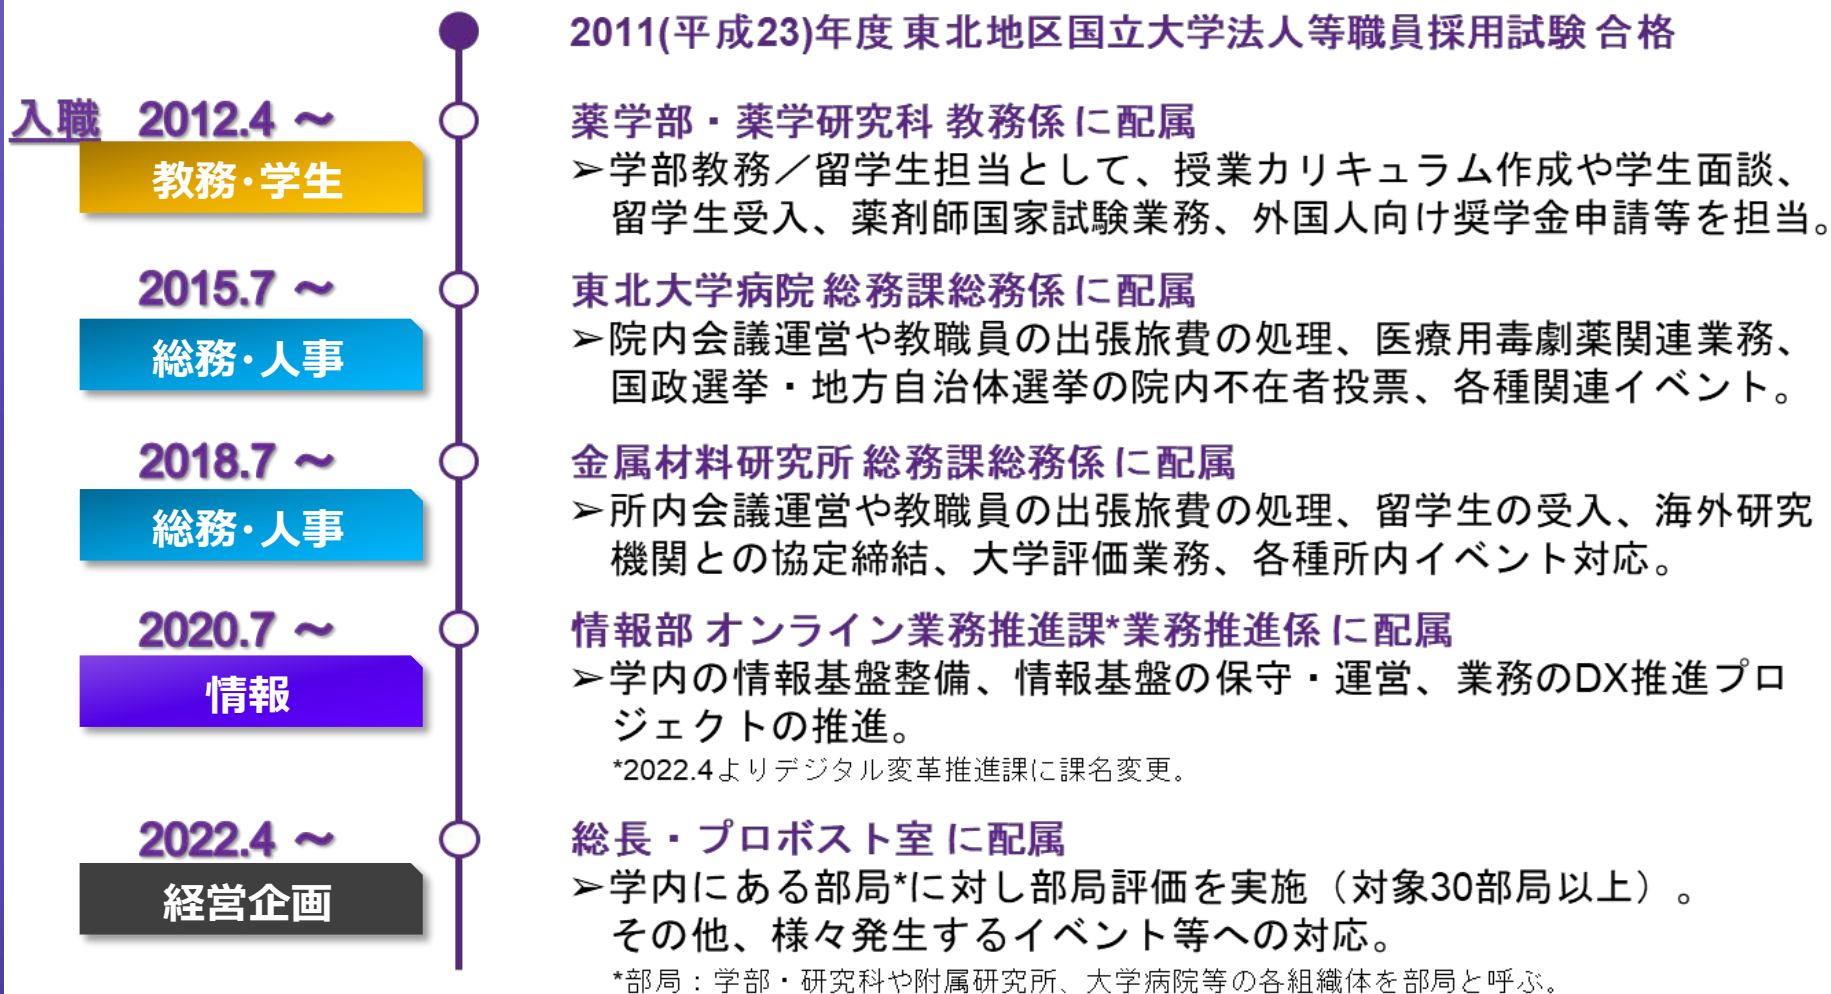 2011(平成23)年度 東北地区国立大学法人等職員採用試験 合格
入職 2012.4 ～
教務･学生
薬学部・薬学研究科 教務係 に配属
➢学部教務／留学生担当として、授業カリキュラム作成や学生面談、
留学生受入、薬剤師国家試験業務、外国人向け奨学金申請等を担当。
2015.7 ～
総務･人事
東北大学病院 総務課総務係 に配属
➢院内会議運営や教職員の出張旅費の処理、医療用毒劇薬関連業務、
国政選挙・地方自治体選挙の院内不在者投票、各種関連イベント。
2018.7 ～
総務･人事
金属材料研究所 総務課総務係 に配属
➢所内会議運営や教職員の出張旅費の処理、留学生の受入、海外研究
機関との協定締結、大学評価業務、各種所内イベント対応。
2020.7 ～
情報
情報部 オンライン業務推進課*業務推進係 に配属
➢学内の情報基盤整備、情報基盤の保守・運営、業務のDX推進プロ
ジェクトの推進。
*2022.4よりデジタル変革推進課に課名変更。
2022.4 ～
経営企画
総長・プロボスト室 に配属
➢学内にある部局*に対し部局評価を実施（対象30部局以上）。
その他、様々発生するイベント等への対応。
*部局：学部・研究科や附属研究所、大学病院等の各組織体を部局と呼ぶ。